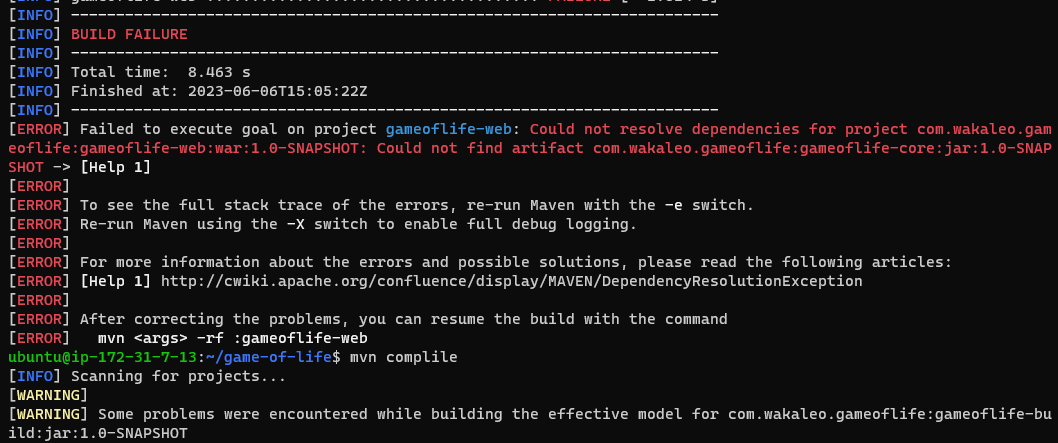 [INFO] gameoflife-web ..................................... FAILURE [  1.324 s]
[INFO] ------------------------------------------------------------------------
[INFO] BUILD FAILURE
[INFO] ------------------------------------------------------------------------
[INFO] Total time:  8.463 s
[INFO] Finished at: 2023-06-06T15:05:22Z
[INFO] ------------------------------------------------------------------------
[ERROR] Failed to execute goal on project gameoflife-web: Could not resolve dependencies for project com.wakaleo.gam
eoflife:gameoflife-web:war:1.0-SNAPSHOT: Could not find artifact com.wakaleo.gameoflife:gameoflife-core:jar:1.0-SNAP
SHOT -> [Help 1]
[ERROR]
[ERROR] To see the full stack trace of the errors, re-run Maven with the -e switch.
[ERROR] Re-run Maven using the -X switch to enable full debug logging.
[ERROR]
[ERROR] For more information about the errors and possible solutions, please read the following articles:
[ERROR] [Help 1] http://cwiki.apache.org/confluence/display/MAVEN/DependencyResolutionException
[ERROR]
[ERROR] After correcting the problems, you can resume the build with the command
[ERROR]   mvn <args> -rf :gameoflife-web
ubuntu@ip-172-31-7-13:~/game-of-life$ mvn complile
[INFO] Scanning for projects...
[WARNING]
[WARNING] Some problems were encountered while building the effective model for com.wakaleo.gameoflife:gameoflife-bu
ild:jar:1.0-SNAPSHOT